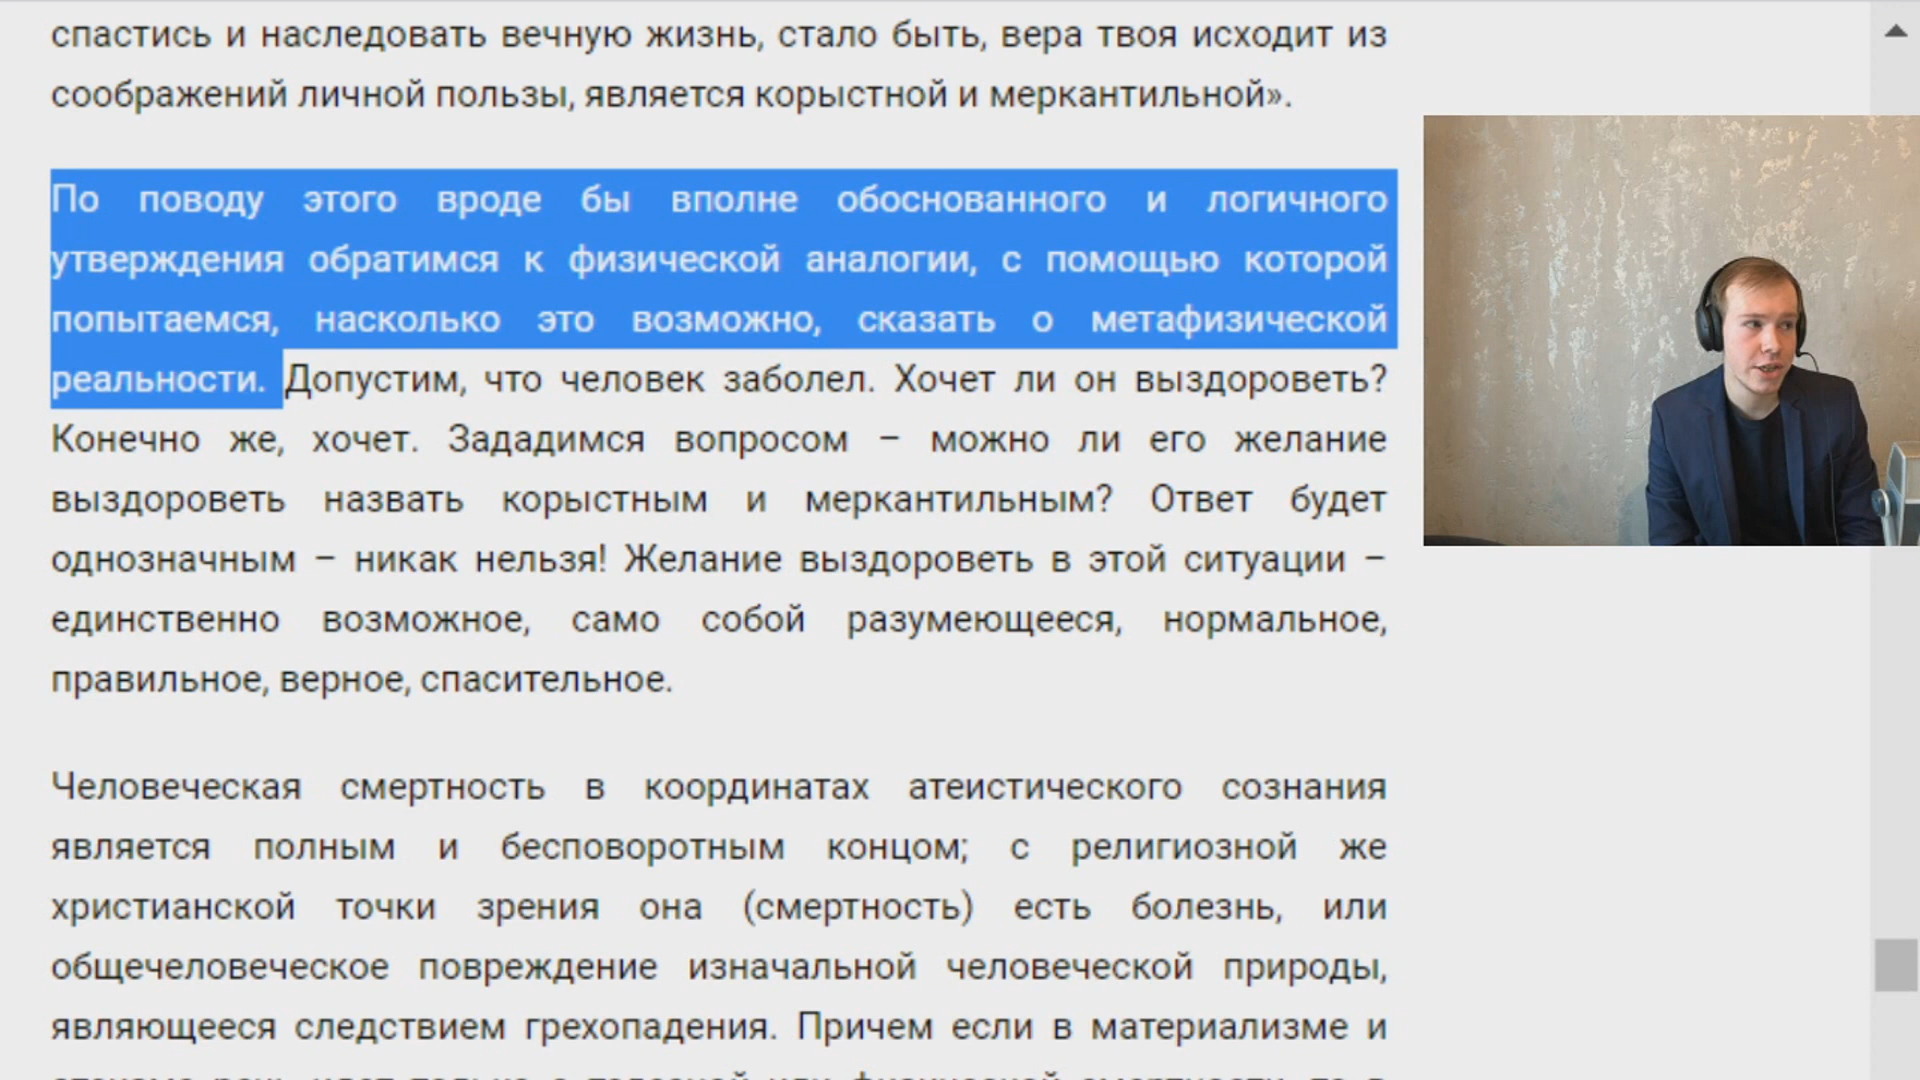 спастись и наследовать вечную жизнь, стало быть, вера твоя исходит из
соображений личной пользы, является корыстной и меркантильной».
По поводу этого вроде бы вполне обоснованного и логичного
утверждения обратимся к физической аналогии, с помощью которой
попытаемся, насколько это возможно, сказать о метафизической
реальности. Допустим, что человек заболел. Хочет ли он выздороветь?
Конечно же, хочет. Зададимся вопросом – можно ли его желание
выздороветь назвать корыстным и меркантильным? Ответ будет
однозначным – никак нельзя! Желание выздороветь в этой ситуации –
единственно возможное, само собой разумеющееся, нормальное,
правильное, верное, спасительное.
Человеческая смертность в координатах атеистического сознания
является полным и бесповоротным концом; с религиозной же
христианской точки зрения она (смертность) есть болезнь, или
общечеловеческое повреждение изначальной человеческой природы,
являющееся следствием грехопадения. Причем если в материализме и